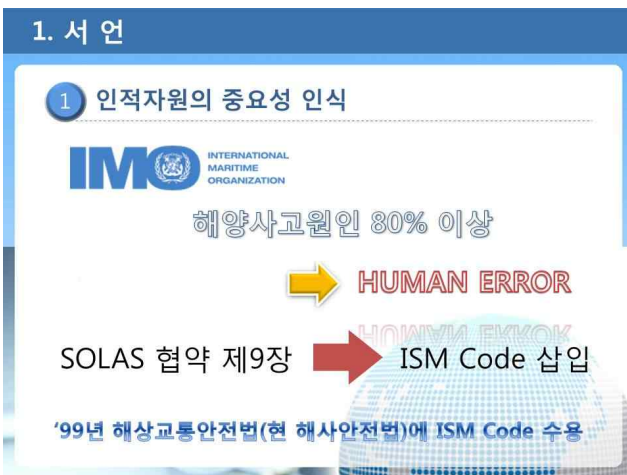 1. 서 언
1 인적자원의 중요성 인식
IMO INTERNATIONAL
MARITIME
ORGANIZATION
해양사고원인 80% 이상
HUMAN ERROR
SOLAS 협약 제9장 ISM Code 삽입
‘99년 해상교통안전법(현 해사안전법)에 ISM Code 수용